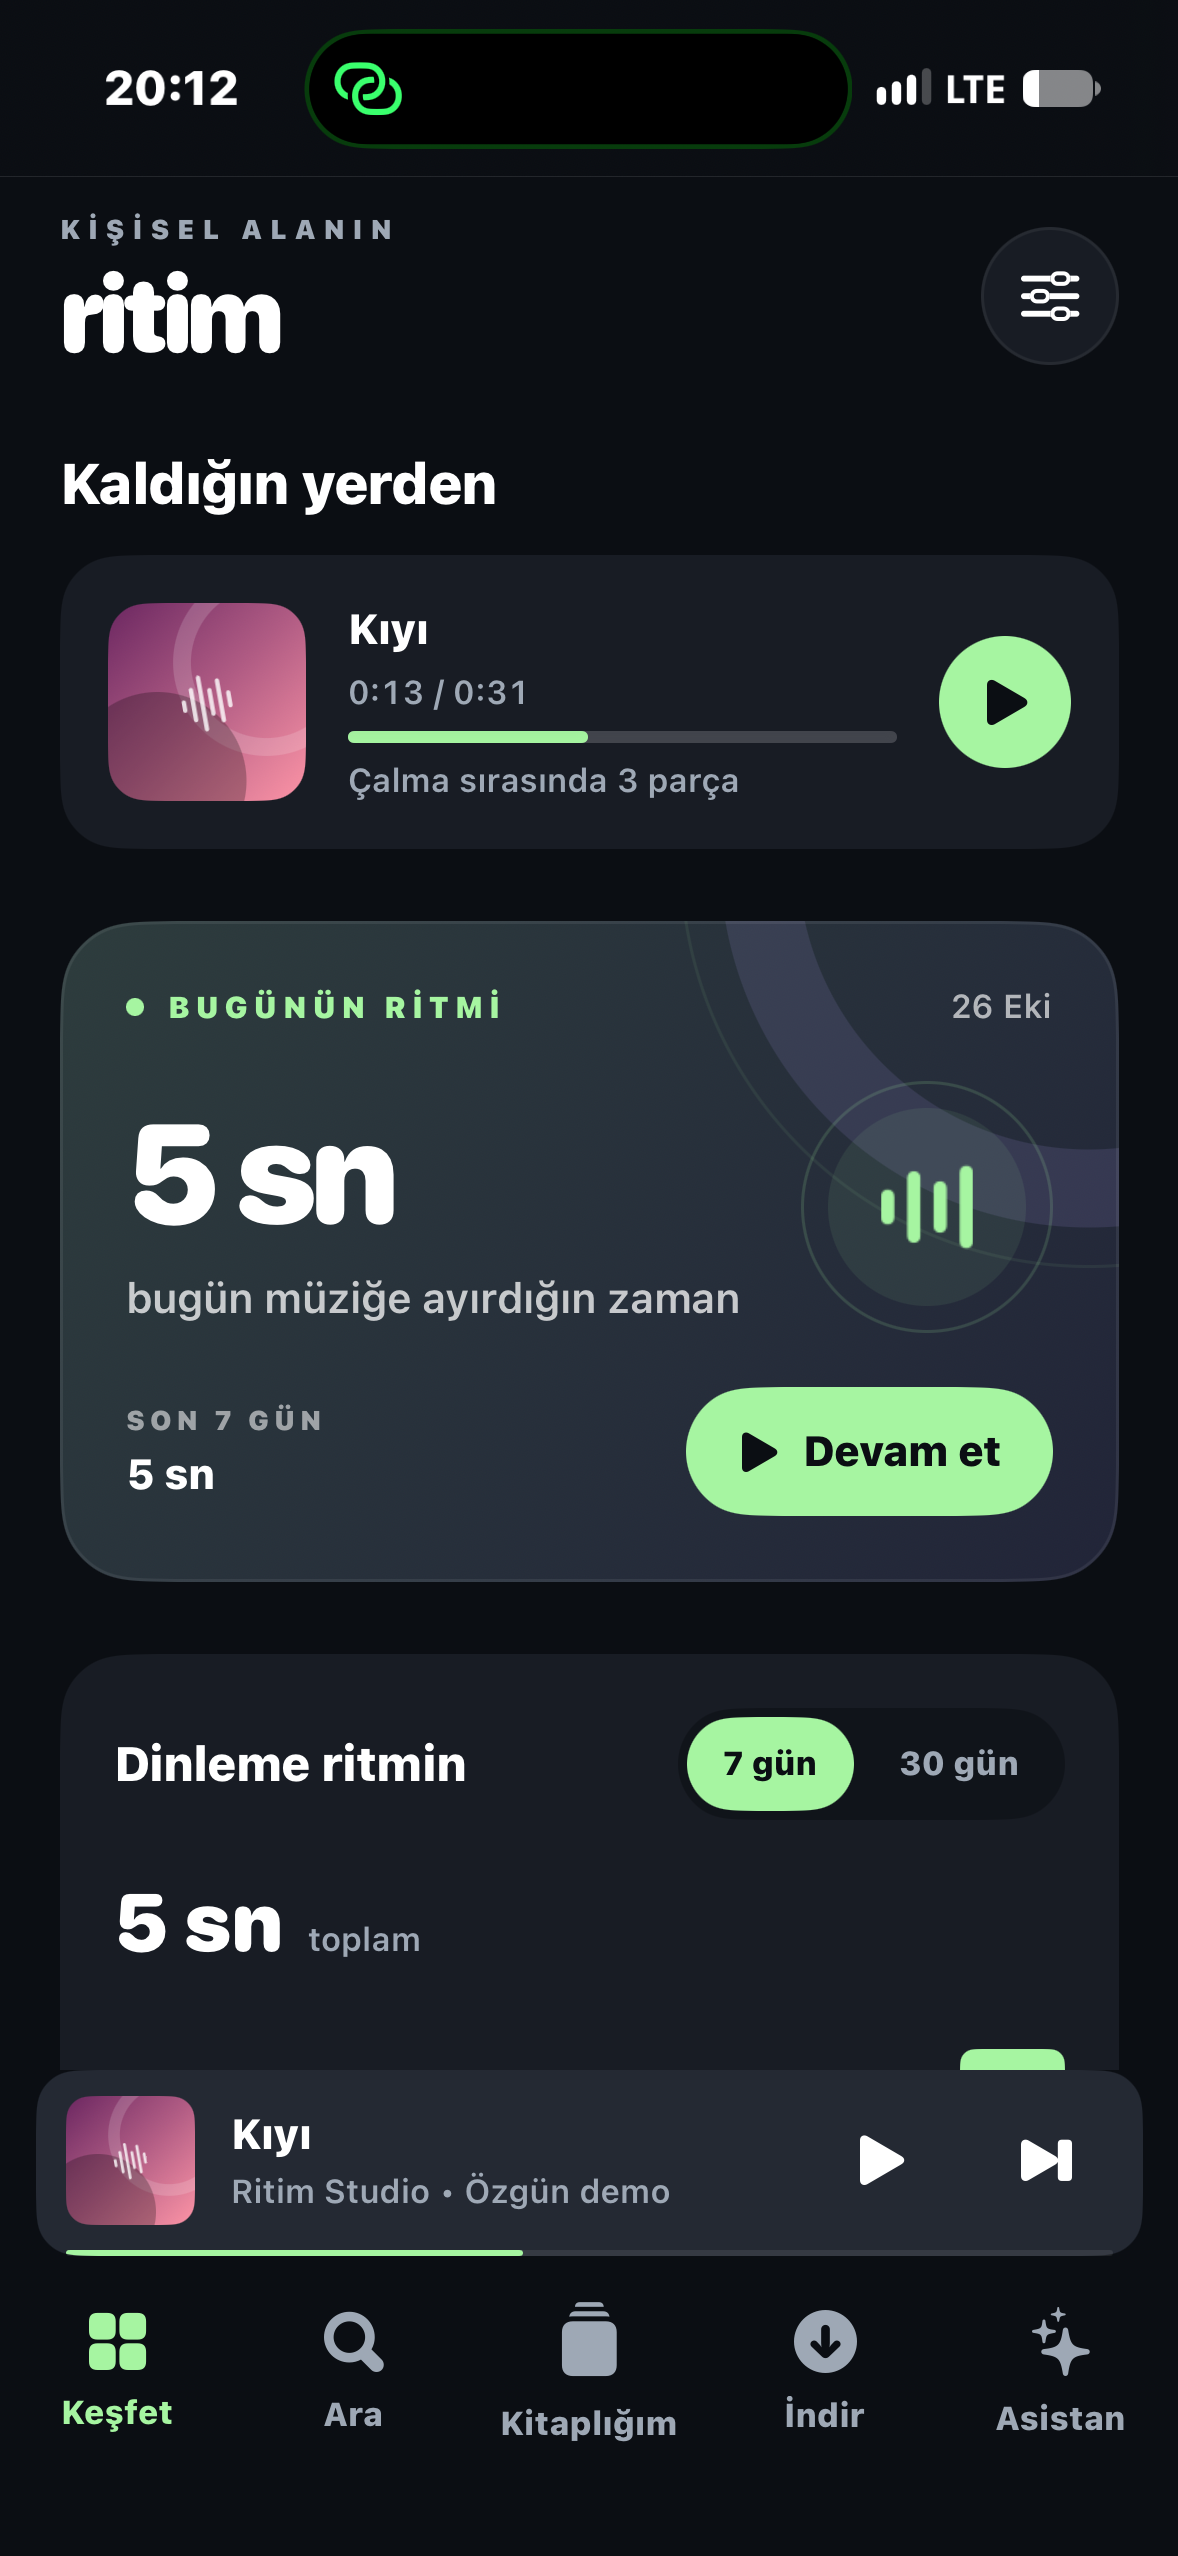 20:12
LTE
KİŞİSEL ALANIN
ritim
Kaldığın yerden
Kıyı
0:13 / 0:31
Çalma sırasında 3 parça
BUGÜNÜN RİTMİ
26 Eki
5 sn
bugün müziğe ayırdığın zaman
SON 7 GÜN
5 sn
Devam et
Dinleme ritmin
7 gün
30 gün
5 sn toplam
Kıyı
Ritim Studio • Özgün demo
Keşfet
Ara
Kitaplığım
İndir
Asistan